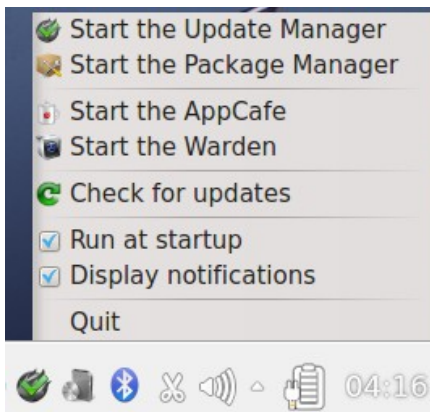 Start the Update Manager
Start the Package Manager
Start the AppCafe
Start the Warden
Check for updates
Run at startup
Display notifications
Quit
04:16